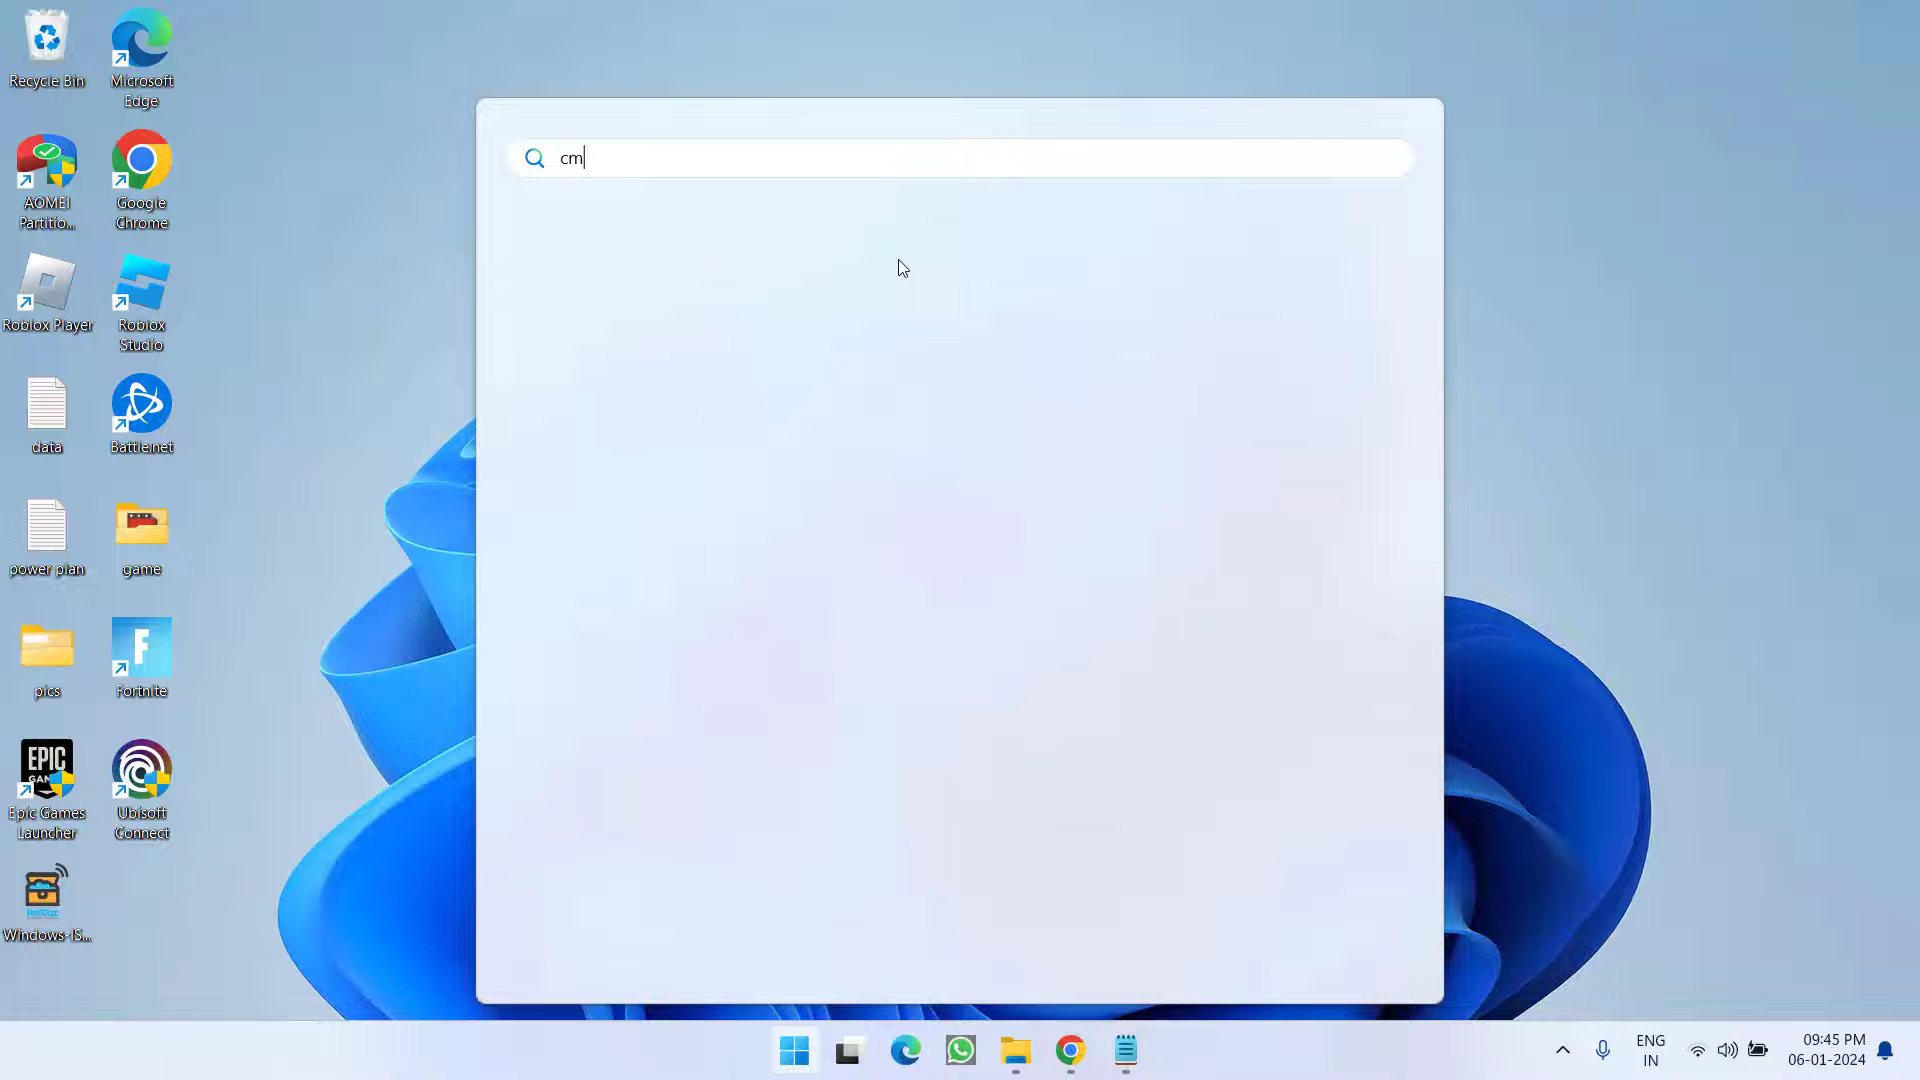 Recycle Bin
Microsoft
Edge
cm
AOMEI
Partitio...
Google
Chrome
Roblox Player
Roblox
Studio
data
Battle.net
power plan
game
pics
F
Fortnite
EPIC
Epic Games
Launcher
Ubisoft
Connect
Windows-IS...
ENG
IN
09:45 PM
06-01-2024